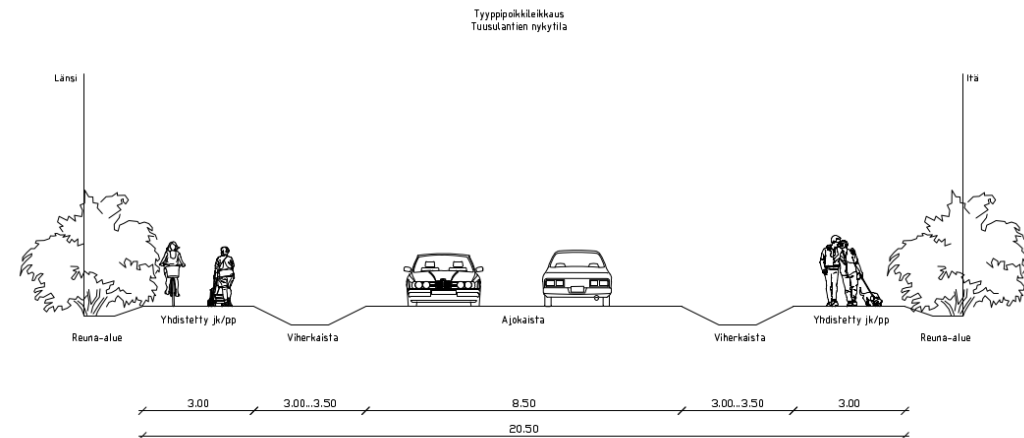 Tyyppipoikkileikkaus
Tuusulantien nykytila
Länsi
Itä
Yhdistetty jk/pp
Ajokaista
Yhdistetty jk/pp
Reuna-alue
Viherkaista
Viherkaista
Reuna-alue
3.00
3.00...3.50
8.50
3.00...3.50
3.00
20.50